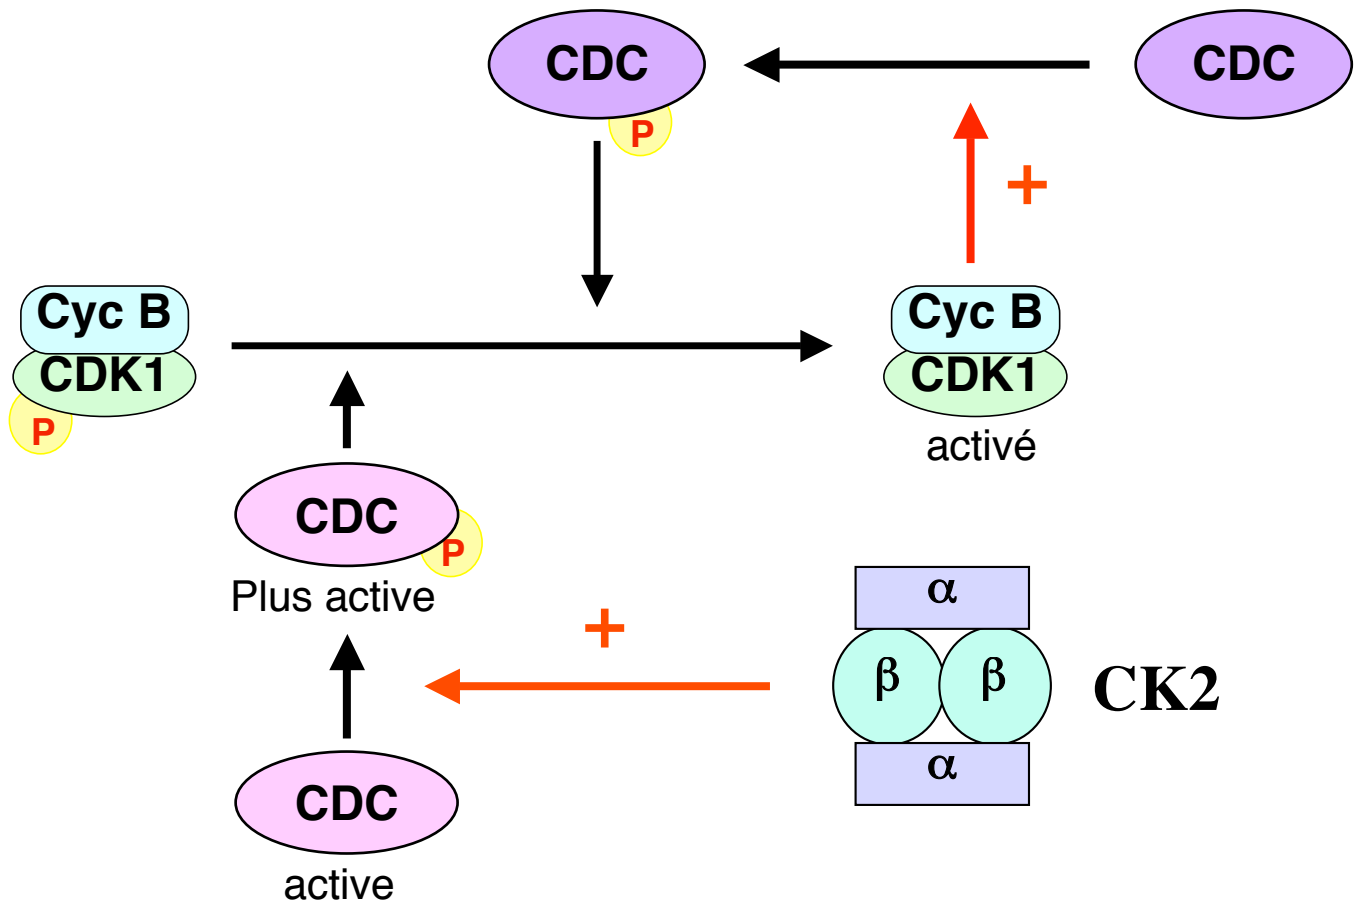 CDC
CDC
P
+
Cyc B
CDK1
P
Cyc B
CDK1
activé
CDC
P
Plus active
+
α
β β
CK2
α
CDC
active